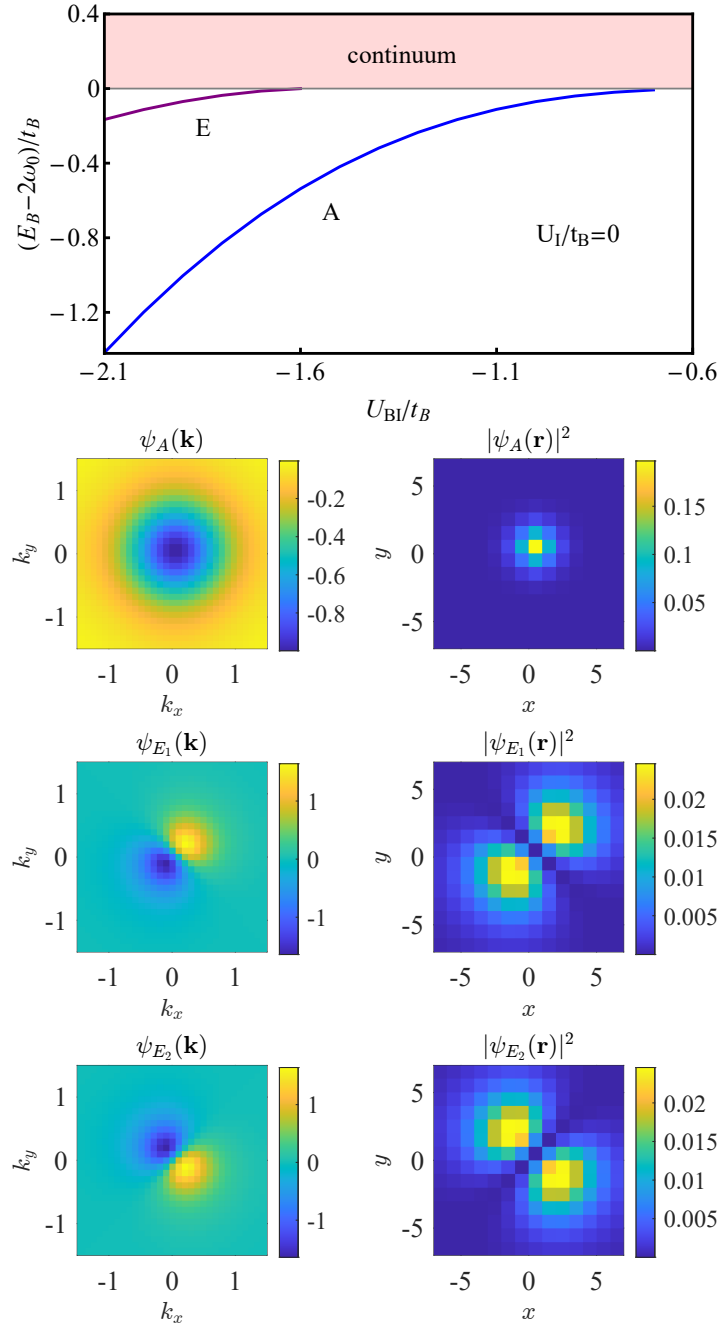 0.4
continuum
0
E
(E_B−2ω_0)/t_B
−0.4
A
U_I/t_B=0
−0.8
−1.2
−2.1 −1.6 −1.1 −0.6
U_BI/t_B
ψ_A(k) |ψ_A(r)|^2
1 0 -1
k_y
-1 0 1
k_x
-0.2 -0.4 -0.6 -0.8
5 0 -5
y
-5 0 5
x
0.15 0.1 0.05
ψ_E_1(k) |ψ_E_1(r)|^2
1 0 -1
k_y
-1 0 1
k_x
1 0 -1
5 0 -5
y
-5 0 5
x
0.02 0.015 0.01 0.005
ψ_E_2(k) |ψ_E_2(r)|^2
1 0 -1
k_y
-1 0 1
k_x
1 0 -1
5 0 -5
y
-5 0 5
x
0.02 0.015 0.01 0.005